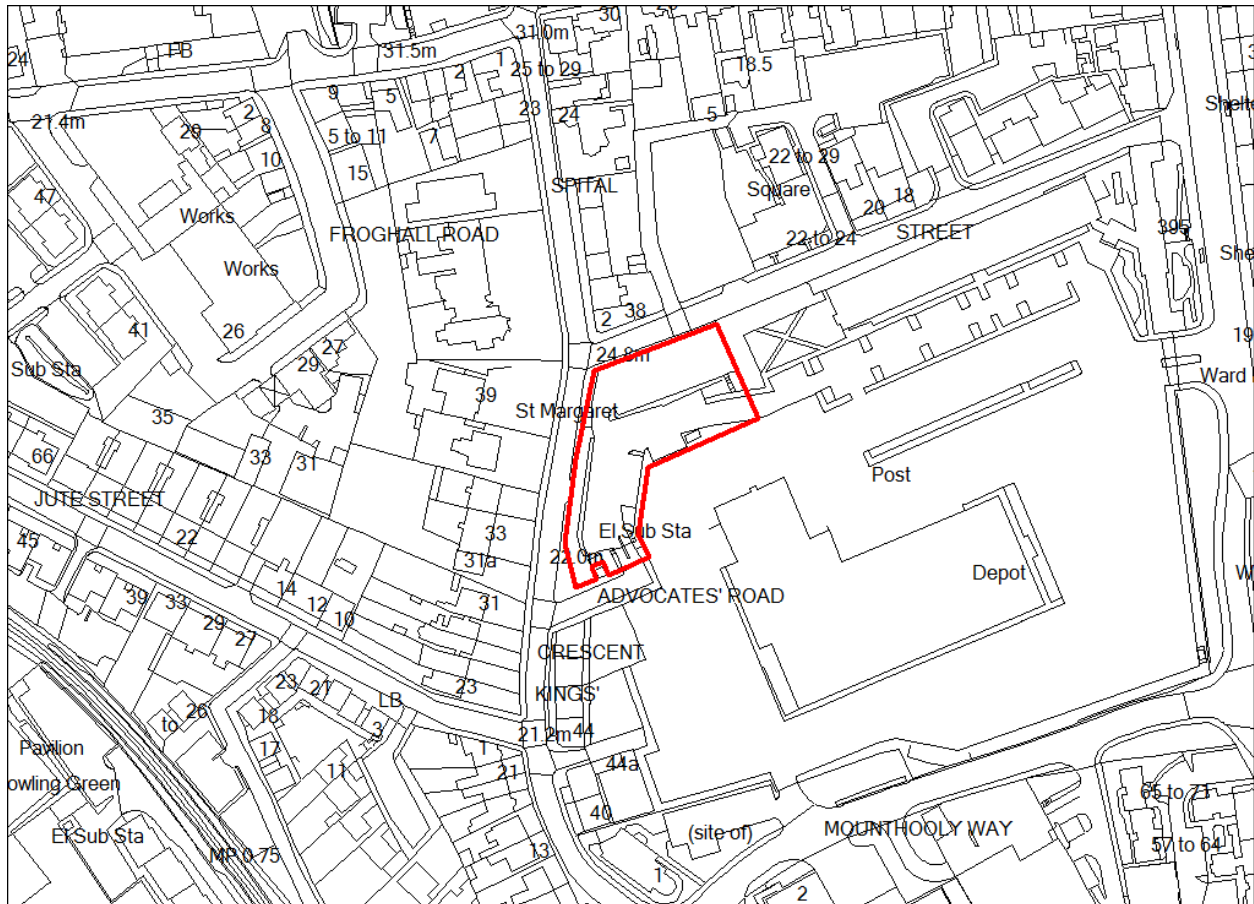 30
31.0m
24
FB
31.5m
1
2
25 to 29
18.5
9
5
23
24
5
21.4m
2
29
8
5 to 11
7
22 to 29
10
15
SPITAL
Square
47
18
20
Works
FROGHALL ROAD
22 to 24
STREET
395
Works
38
2
41
26
27
24.8m
29
Sub Sta
39
Ward
St Margaret
35
33
31
66
Post
JUTE STREET
33
22
El Sub Sta
45
31a
22.0m
Depot
14
39
33
12
31
ADVOCATES' ROAD
29
10
27
CRESCENT
23
21
23
KINGS'
LB
26
18
3
to
21.2m
44
Pavilion
17
1
11
21
44a
owling Green
65 to 71
40
El Sub Sta
(site of)
MOUNTHOOLY WAY
57 to 64
MP 0.75
13
1
2